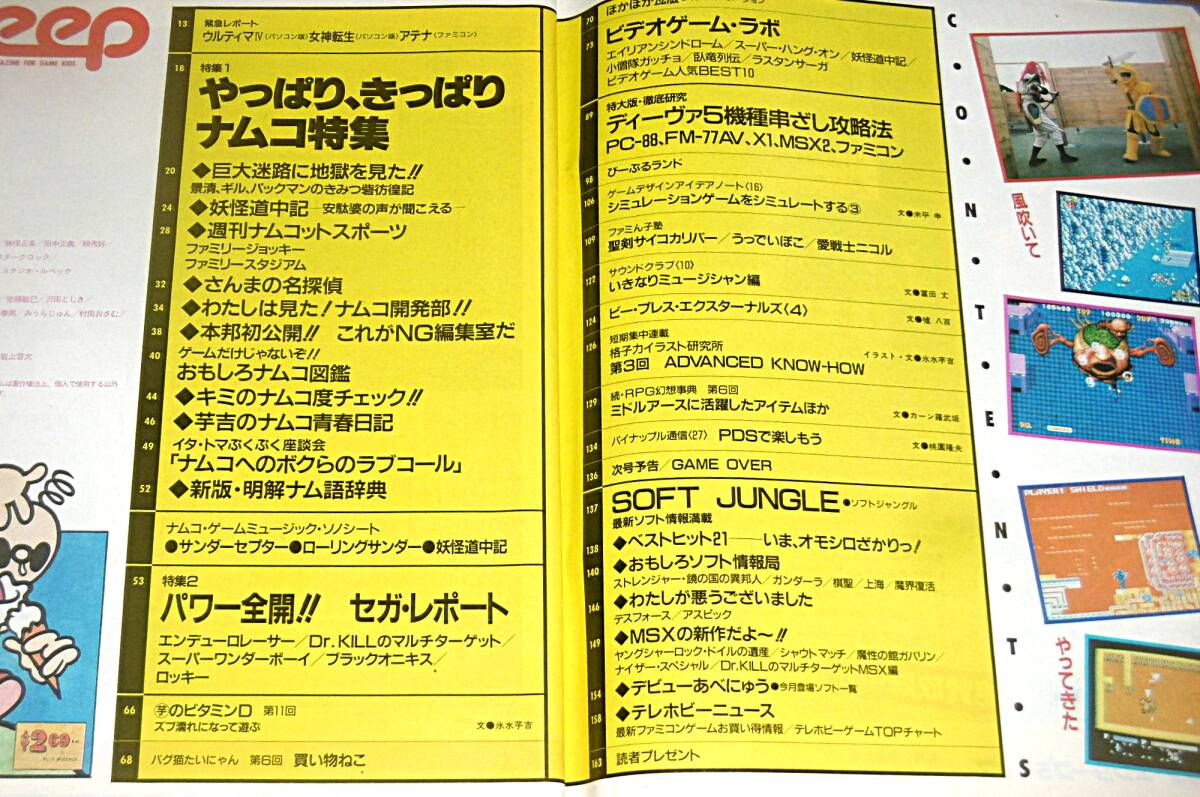 eep
AZINE FOR GAME KIDS
13 緊急レポート
ウルティマⅣ〈パソコン版〉女神転生〈パソコン版〉アテナ〈ファミコン〉
18 特集1
やっぱり、きっぱり
ナムコ特集
20 ◆巨大迷路に地獄を見た!!
景清、ギル、パックマンのきみつ砦彷徨記
24 ◆妖怪道中記―安駄婆の声が聞こえる―
28 ◆週刊ナムコットスポーツ
ファミリージョッキー
ファミリースタジアム
32 ◆さんまの名探偵
34 ◆わたしは見た!ナムコ開発部!!
38 ◆本邦初公開!! これがNG編集室だ
40 ゲームだけじゃないぞ!!
おもしろナムコ図鑑
44 ◆キミのナムコ度チェック!!
46 ◆芋吉のナムコ青春日記
49 イタ・トマぶくぶく座談会
「ナムコへのボクらのラブコール」
52 ◆新版・明解ナム語辞典
ナムコ・ゲームミュージック・ソノシート
●サンダーセプター●ローリングサンダー●妖怪道中記
53 特集2
パワー全開!! セガ・レポート
エンデューロレーサー/Dr.KILLのマルチターゲット/
スーパーワンダーボーイ/ブラックオニキス/
ロッキー
66 芋のビタミンD 第11回
ズブ濡れになって遊ぶ 文●水水芋吉
68 バグ猫たいにゃん 第6回 買い物ねこ
70
73 ビデオゲーム・ラボ
エイリアンシンドローム/スーパー・ハング・オン/妖怪道中記/
小僧隊ガッチョ/臥竜列伝/ラスタンサーガ
ビデオゲーム人気BEST10
89 特大版・徹底研究
ディーヴァ5機種串ざし攻略法
PC-88、FM-77AV、X1、MSX2、ファミコン
98 びーぷるランド
106 ゲームデザインアイデアノート〈16〉
シミュレーションゲームをシミュレートする③ 文●米平 幸
109 ファミん子塾
聖剣サイコカリバー/うっでいぽこ/愛戦士ニコル
122 サウンドクラブ〈10〉
いきなりミュージシャン編 文●富田 丈
124 ビー・プレス・エクスターナルズ〈4〉
126 短期集中連載
格子力イラスト研究所 イラスト・文●水水芋吉
第3回 ADVANCED KNOW-HOW
129 続・RPG幻想事典 第6回
ミドルアースに活躍したアイテムほか 文●カーン羅武坂
134 パイナップル通信〈27〉 PDSで楽しもう 文●桃園隆夫
136 次号予告/GAME OVER
137 SOFT JUNGLE●ソフトジャングル
最新ソフト情報満載
138 ◆ベストヒット21――いま、オモシロざかりっ!
140 ◆おもしろソフト情報局
ストレンジャー・鏡の国の異邦人/ガンダーラ/棋聖/上海/魔界復活
146 ◆わたしが悪うございました
デスフォース/アスピック
149 ◆MSXの新作だよ〜!!
ヤングシャーロック・ドイルの遺産/シャウトマッチ/魔性の館ガバリン/
ナイザー・スペシャル/Dr.KILLのマルチターゲットMSX編
154 ◆デビューあべにゅう●今月登場ソフト一覧
158 ◆テレホビーニュース
最新ファミコンゲームお買い得情報/テレホビーゲームTOPチャート
163 読者プレゼント
C・O・N・T・E・N・T・S
風吹いて
やってきた
PLAYER1 SHIELD
$2.69